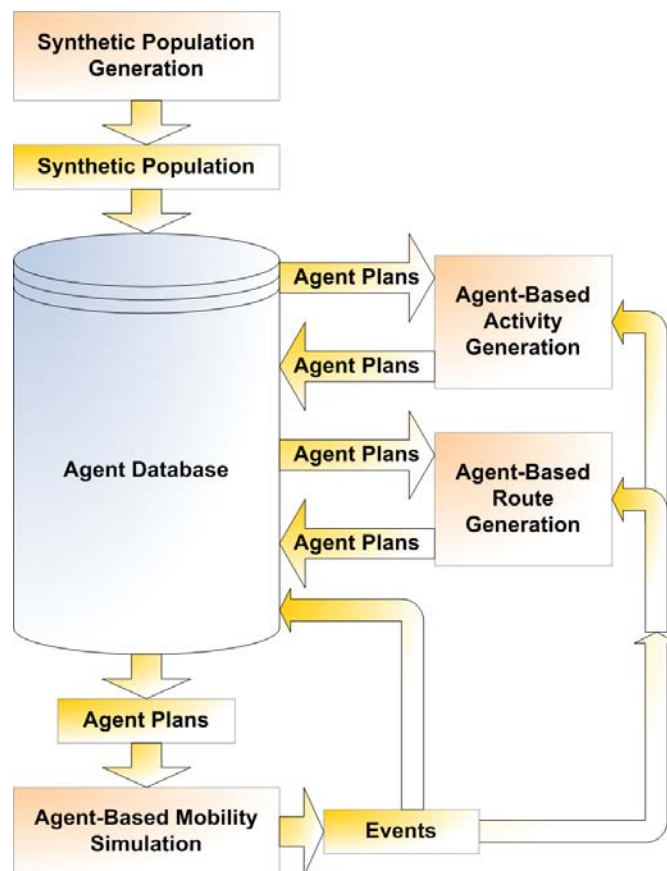 Synthetic Population
Generation
Synthetic Population
Agent Plans
Agent-Based
Activity
Generation
Agent Plans
Agent Database
Agent Plans
Agent-Based
Route
Generation
Agent Plans
Agent Plans
Agent-Based Mobility
Simulation
Events